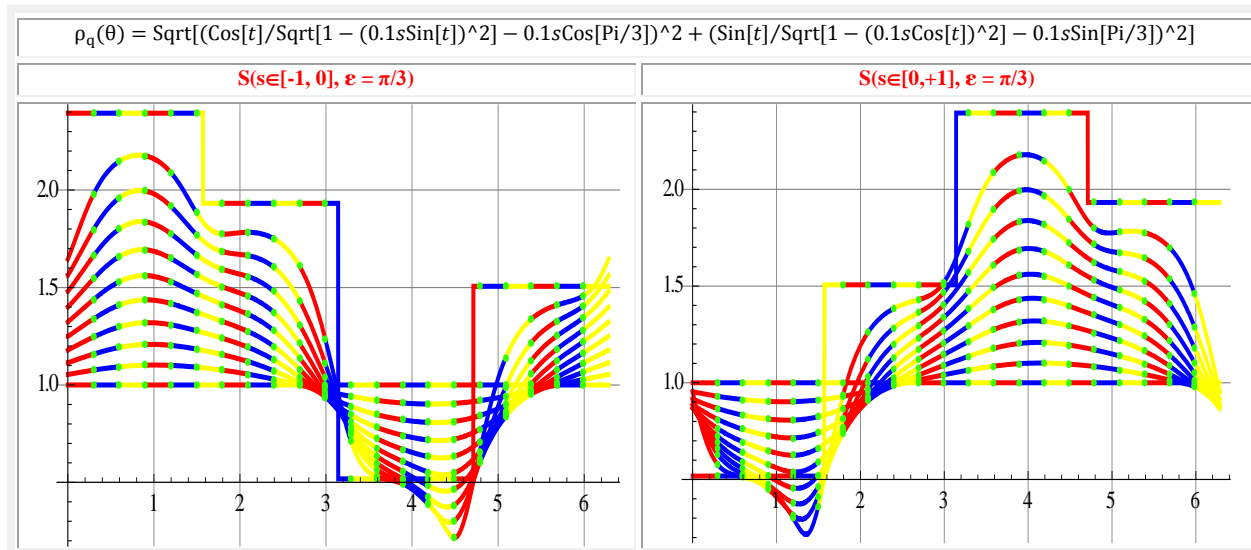 ρq(θ) = Sqrt[(Cos[t]/Sqrt[1 − (0.1sSin[t])^2] − 0.1sCos[Pi/3])^2 + (Sin[t]/Sqrt[1 − (0.1sCos[t])^2] − 0.1sSin[Pi/3])^2]
S(s∈[-1, 0], ε = π/3)
S(s∈[0,+1], ε = π/3)
2.0
1.5
1.0
1 2 3 4 5 6
2.0
1.5
1.0
1 2 3 4 5 6